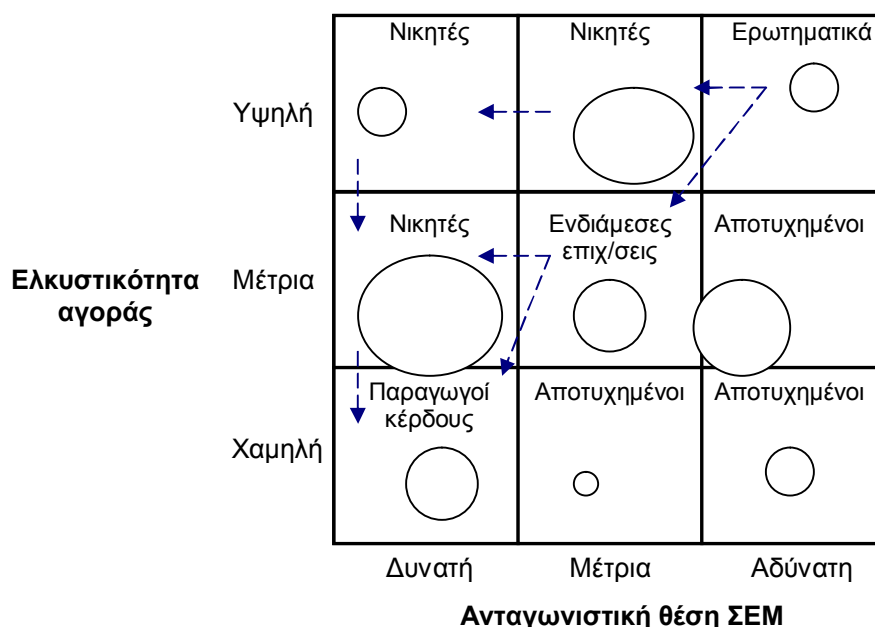 Νικητές
Νικητές
Ερωτηματικά
Υψηλή
Νικητές
Ενδιάμεσες
επιχ/σεις
Αποτυχημένοι
Ελκυστικότητα
αγοράς
Μέτρια
Παραγωγοί
κέρδους
Αποτυχημένοι
Αποτυχημένοι
Χαμηλή
Δυνατή
Μέτρια
Αδύνατη
Ανταγωνιστική θέση ΣΕΜ